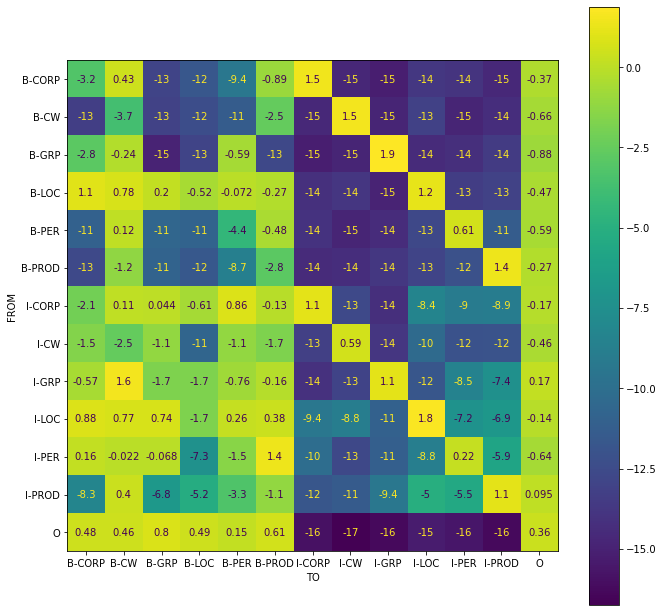 B-CORP -3.2 0.43 -13 -12 -9.4 -0.89 1.5 -15 -15 -14 -14 -15 -0.37
B-CW -13 -3.7 -13 -12 -11 -2.5 -15 1.5 -15 -13 -15 -14 -0.66
B-GRP -2.8 -0.24 -15 -13 -0.59 -13 -15 -15 1.9 -14 -14 -14 -0.88
B-LOC 1.1 0.78 0.2 -0.52 -0.072 -0.27 -14 -14 -15 1.2 -13 -13 -0.47
B-PER -11 0.12 -11 -11 -4.4 -0.48 -14 -15 -14 -13 0.61 -11 -0.59
B-PROD -13 -1.2 -11 -12 -8.7 -2.8 -14 -14 -14 -13 -12 1.4 -0.27
I-CORP -2.1 0.11 0.044 -0.61 0.86 -0.13 1.1 -13 -14 -8.4 -9 -8.9 -0.17
I-CW -1.5 -2.5 -1.1 -11 -1.1 -1.7 -13 0.59 -14 -10 -12 -12 -0.46
I-GRP -0.57 1.6 -1.7 -1.7 -0.76 -0.16 -14 -13 1.1 -12 -8.5 -7.4 0.17
I-LOC 0.88 0.77 0.74 -1.7 0.26 0.38 -9.4 -8.8 -11 1.8 -7.2 -6.9 -0.14
I-PER 0.16 -0.022 -0.068 -7.3 -1.5 1.4 -10 -13 -11 -8.8 0.22 -5.9 -0.64
I-PROD -8.3 0.4 -6.8 -5.2 -3.3 -1.1 -12 -11 -9.4 -5 -5.5 1.1 0.095
O 0.48 0.46 0.8 0.49 0.15 0.61 -16 -17 -16 -15 -16 -16 0.36
B-CORP B-CW B-GRP B-LOC B-PER B-PROD I-CORP I-CW I-GRP I-LOC I-PER I-PROD O
TO
FROM
0.0
−2.5
−5.0
−7.5
−10.0
−12.5
−15.0